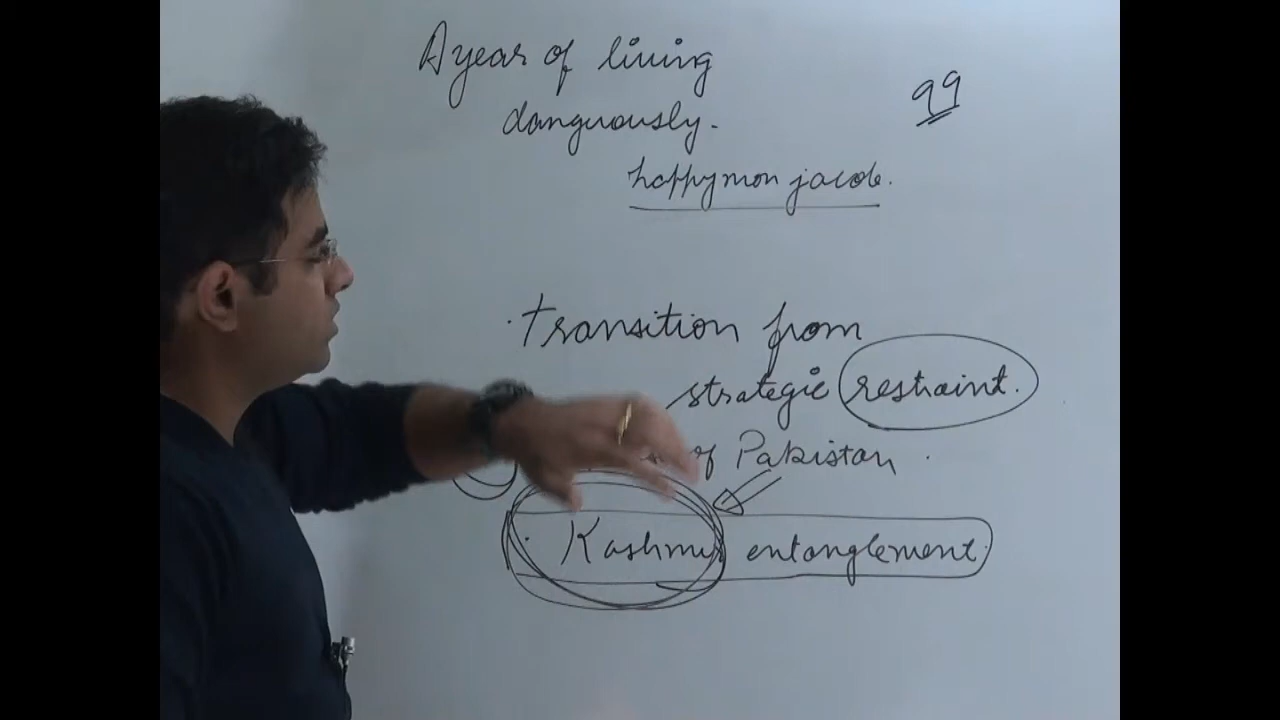 A year of living
99
dangerously.
happymon jacob.
. Transition from
strategic restraint.
of Pakistan .
. Kashmir entanglement.